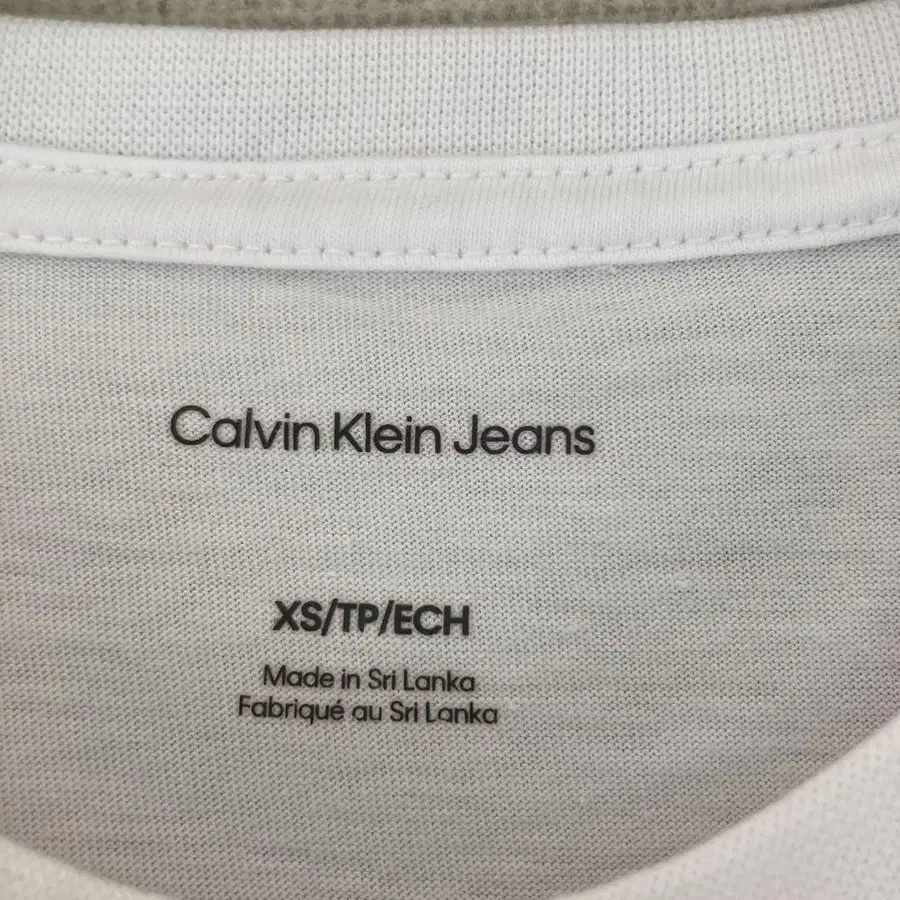 Calvin Klein Jeans
XS/TP/ECH
Made in Sri Lanka
Fabriqué au Sri Lanka